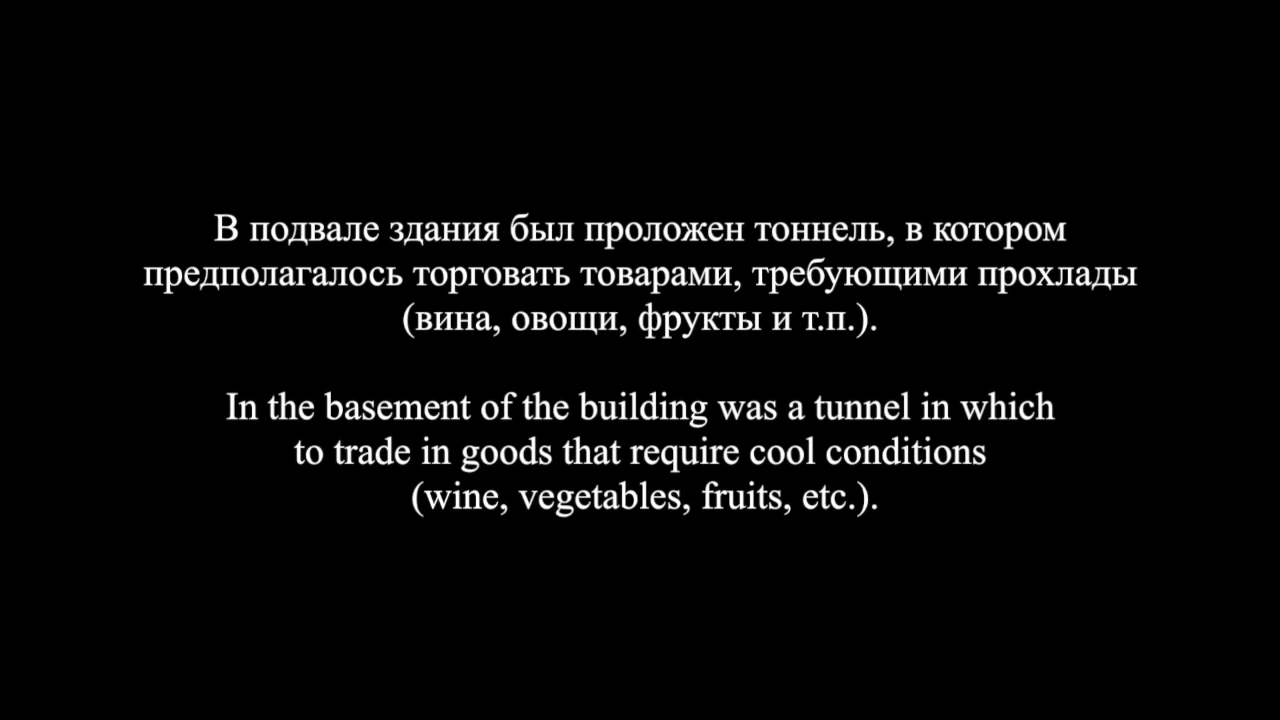 В подвале здания был проложен тоннель, в котором
предполагалось торговать товарами, требующими прохлады
(вина, овощи, фрукты и т.п.).
In the basement of the building was a tunnel in which
to trade in goods that require cool conditions
(wine, vegetables, fruits, etc.).